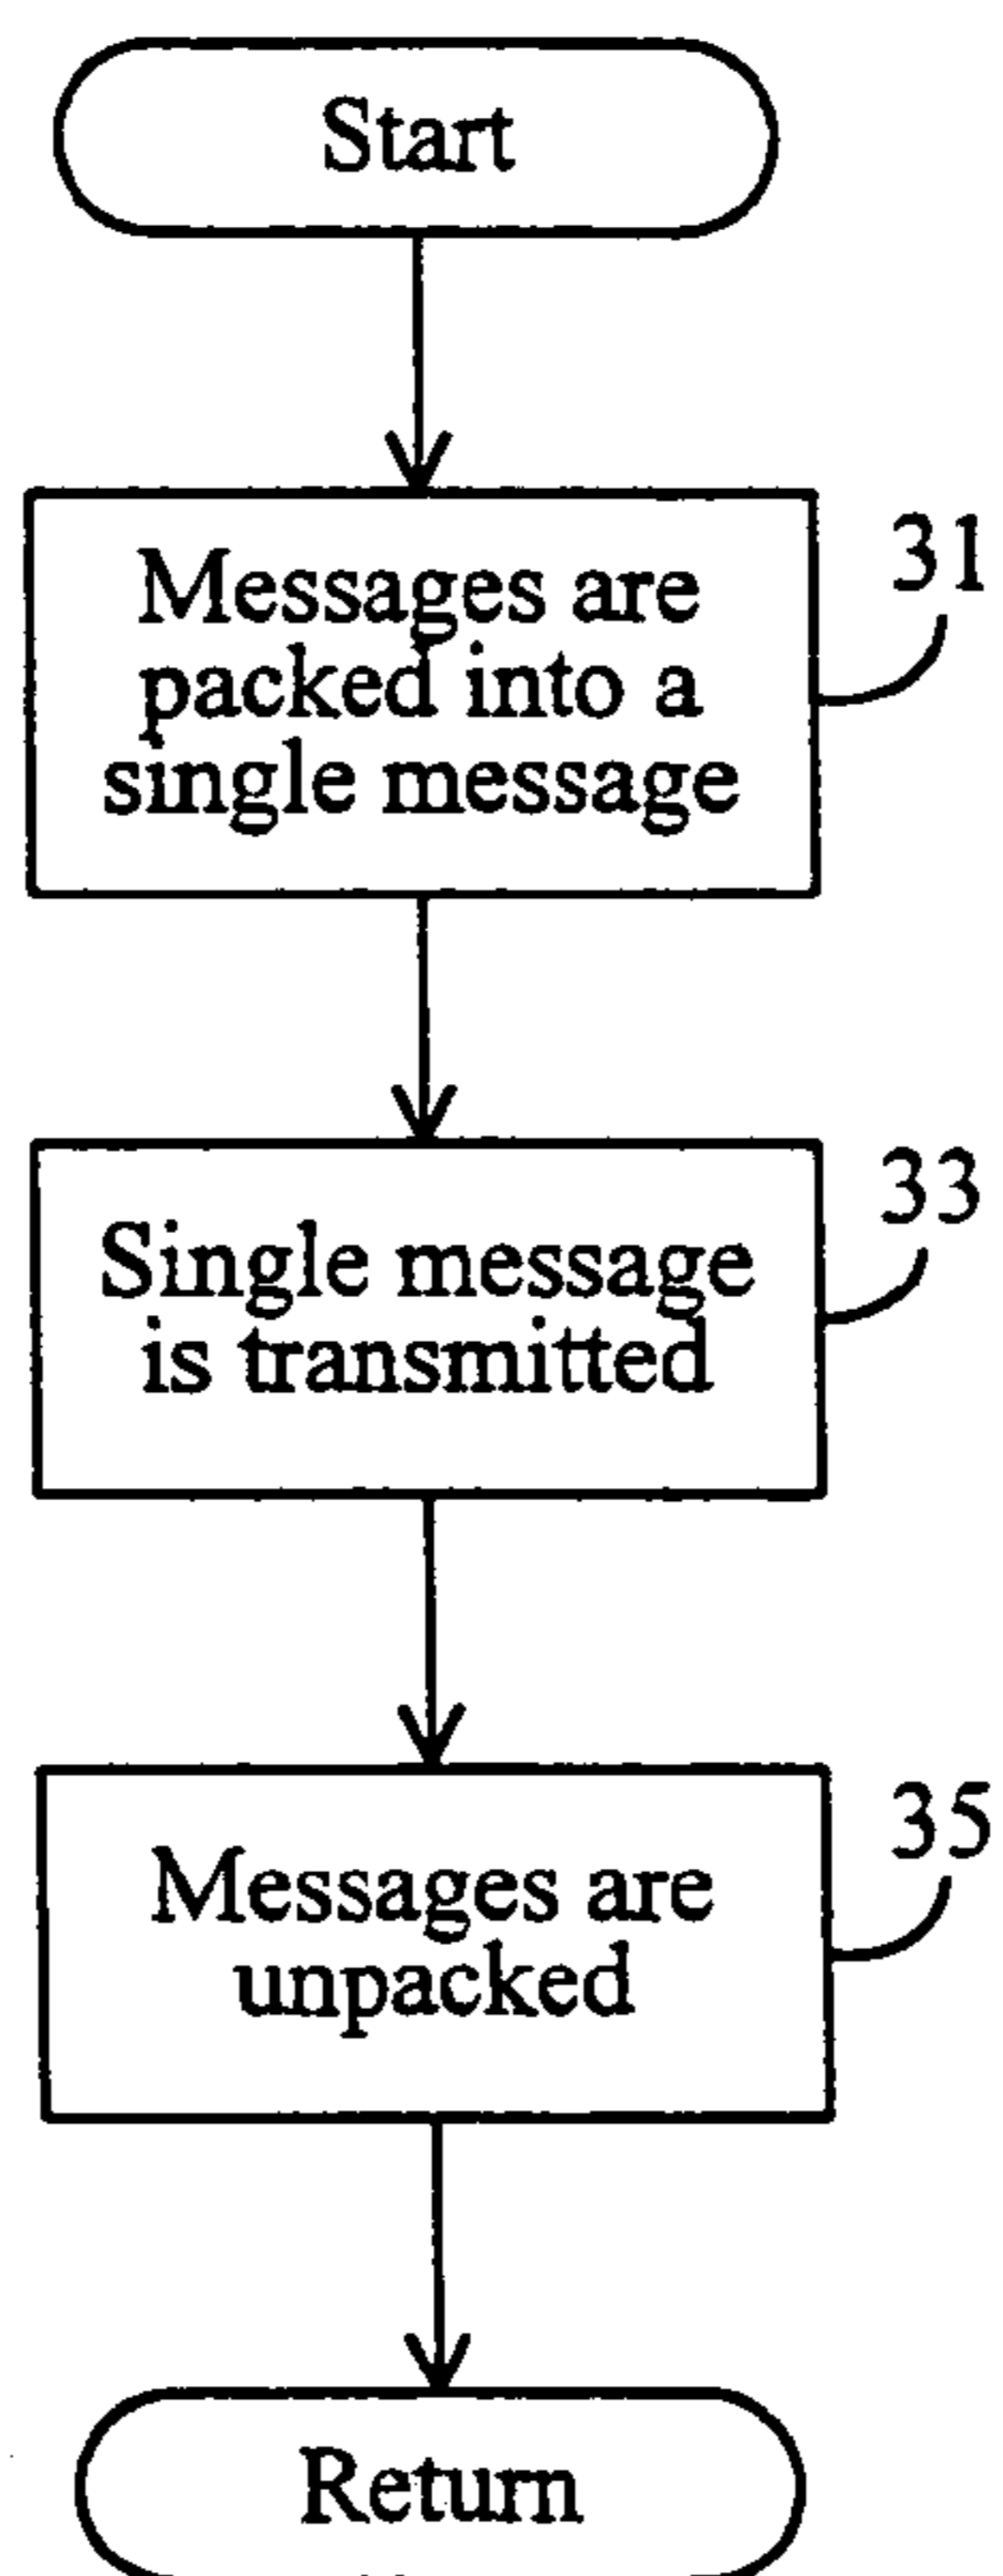 Start
Messages are
packed into a
single message
31
Single message
is transmitted
33
Messages are
unpacked
35
Return